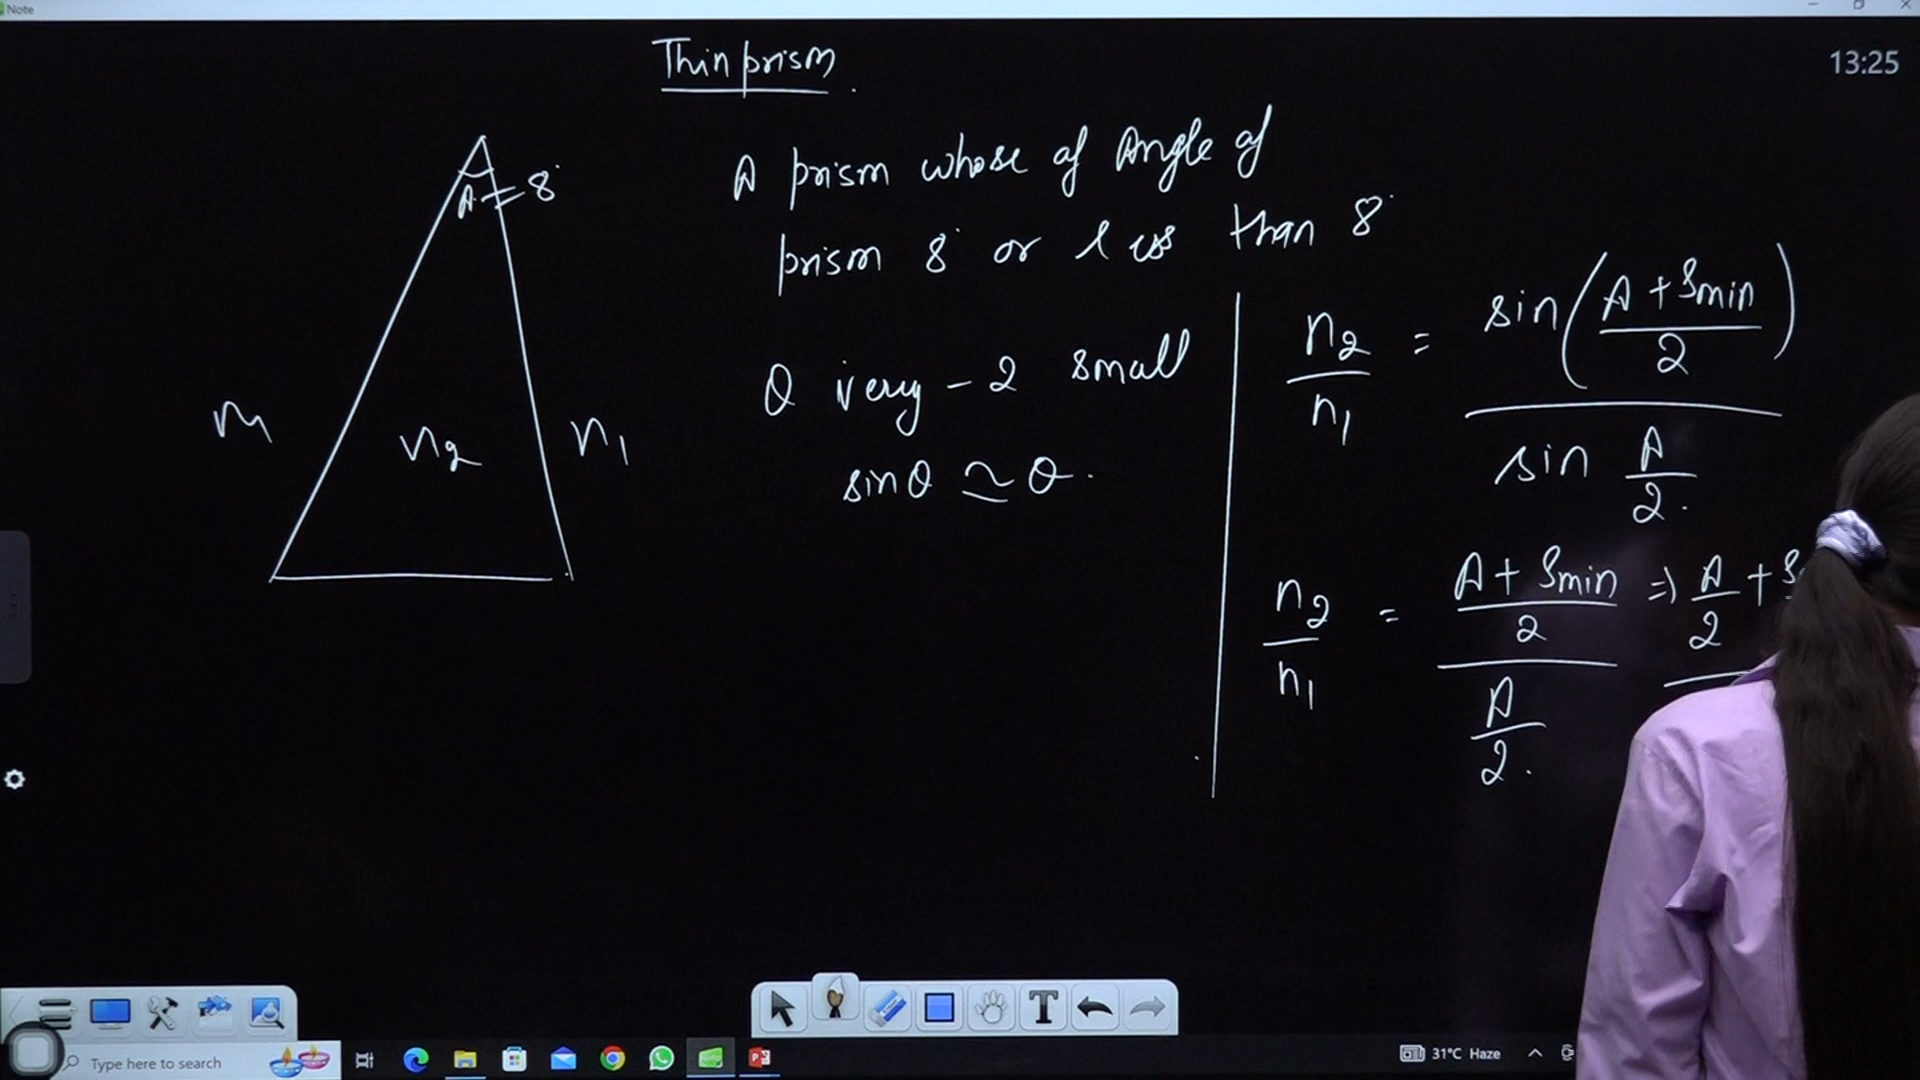 Note
Thin prism.
13:25
A prism whose of Angle of
prism 8° or less than 8°
A = 8°
n1
n2
n1
θ very - 2 small
sinθ ≃ θ.
n2/n1 = sin(A + δmin/2)/sin A/2.
n2/n1 = A + δmin/2 / A/2. ⇒ A/2 +
Type here to search
31°C Haze